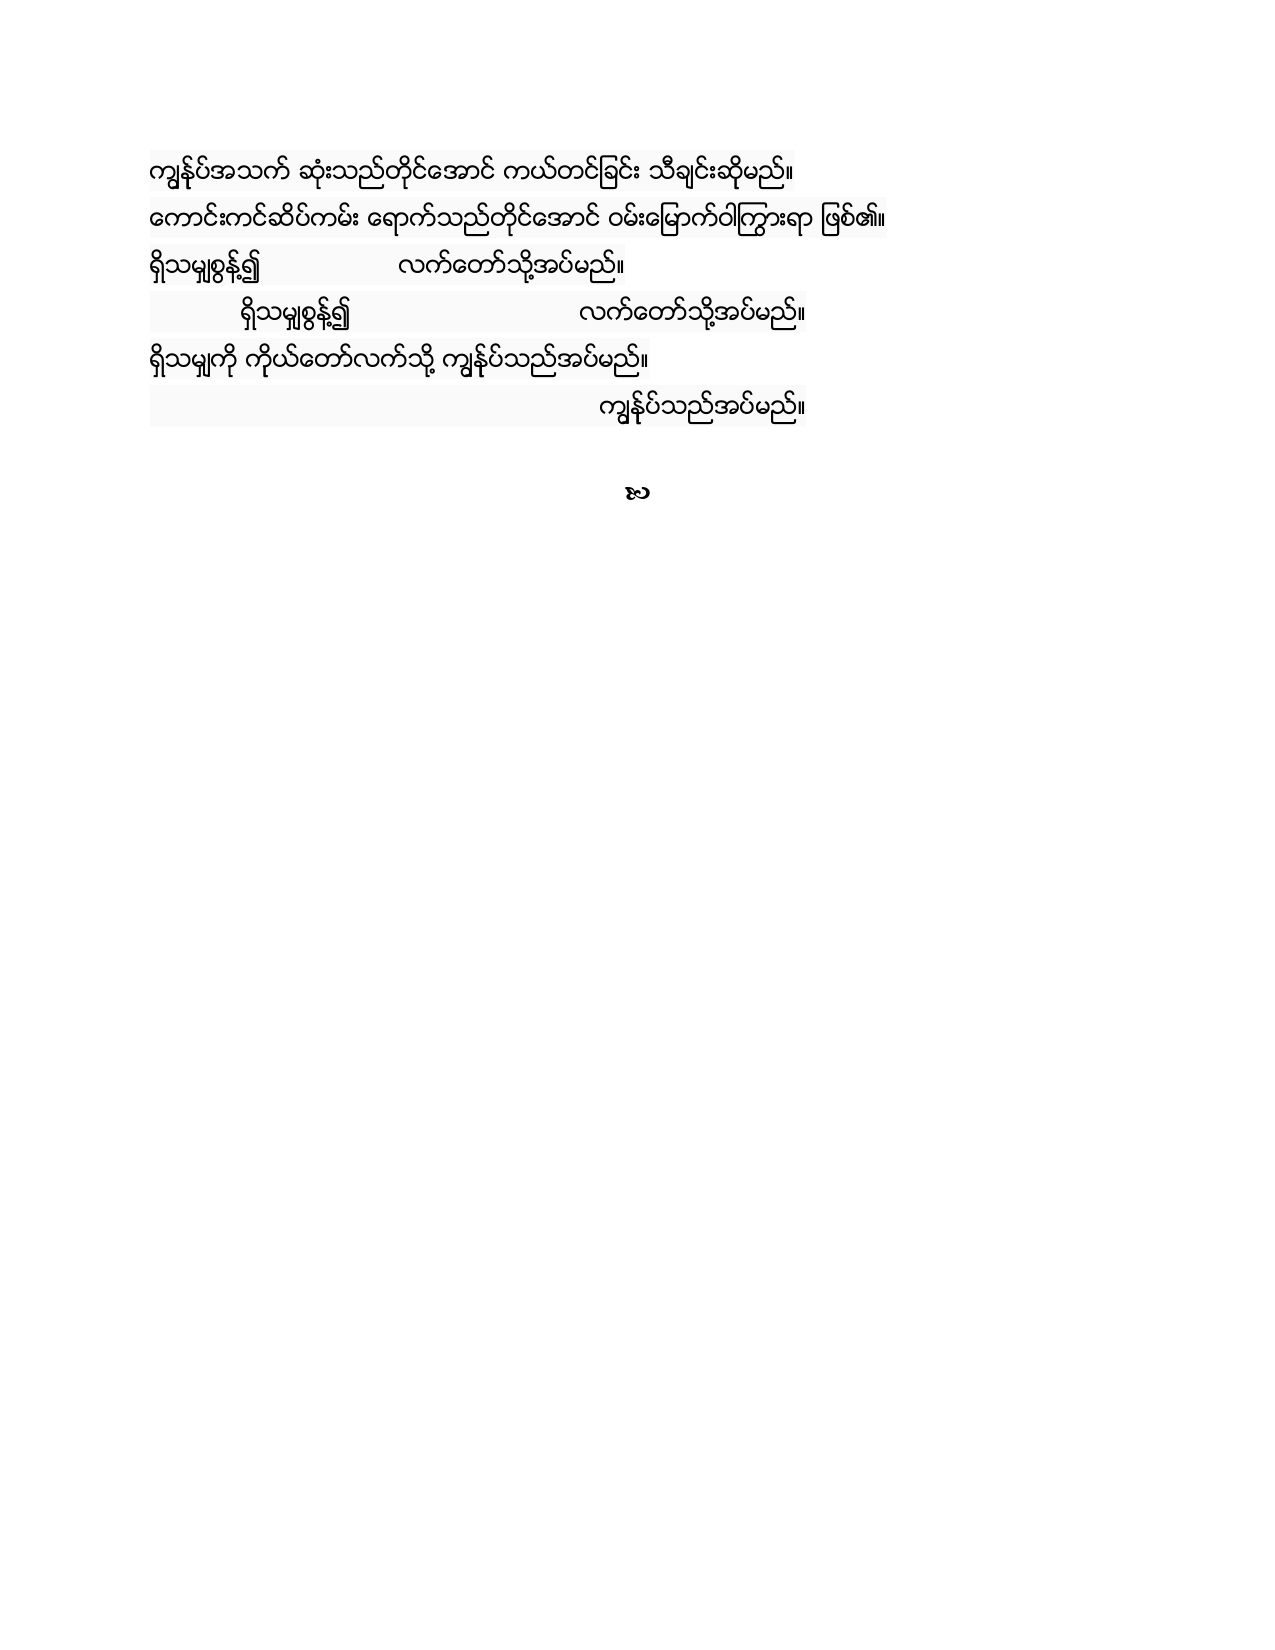 ကျွန်ုပ်အသက် ဆုံးသည်တိုင်အောင် ကယ်တင်ခြင်း သီချင်းဆိုမည်။
ကောင်းကင်ဆိပ်ကမ်း ရောက်သည်တိုင်အောင် ဝမ်းမြောက်ဝါကြွားရာ ဖြစ်၏။
ရှိသမျှစွန့်၍ လက်တော်သို့အပ်မည်။
ရှိသမျှစွန့်၍ လက်တော်သို့အပ်မည်။
ရှိသမျှကို ကိုယ်တော်လက်သို့ ကျွန်ုပ်သည်အပ်မည်။
ကျွန်ုပ်သည်အပ်မည်။